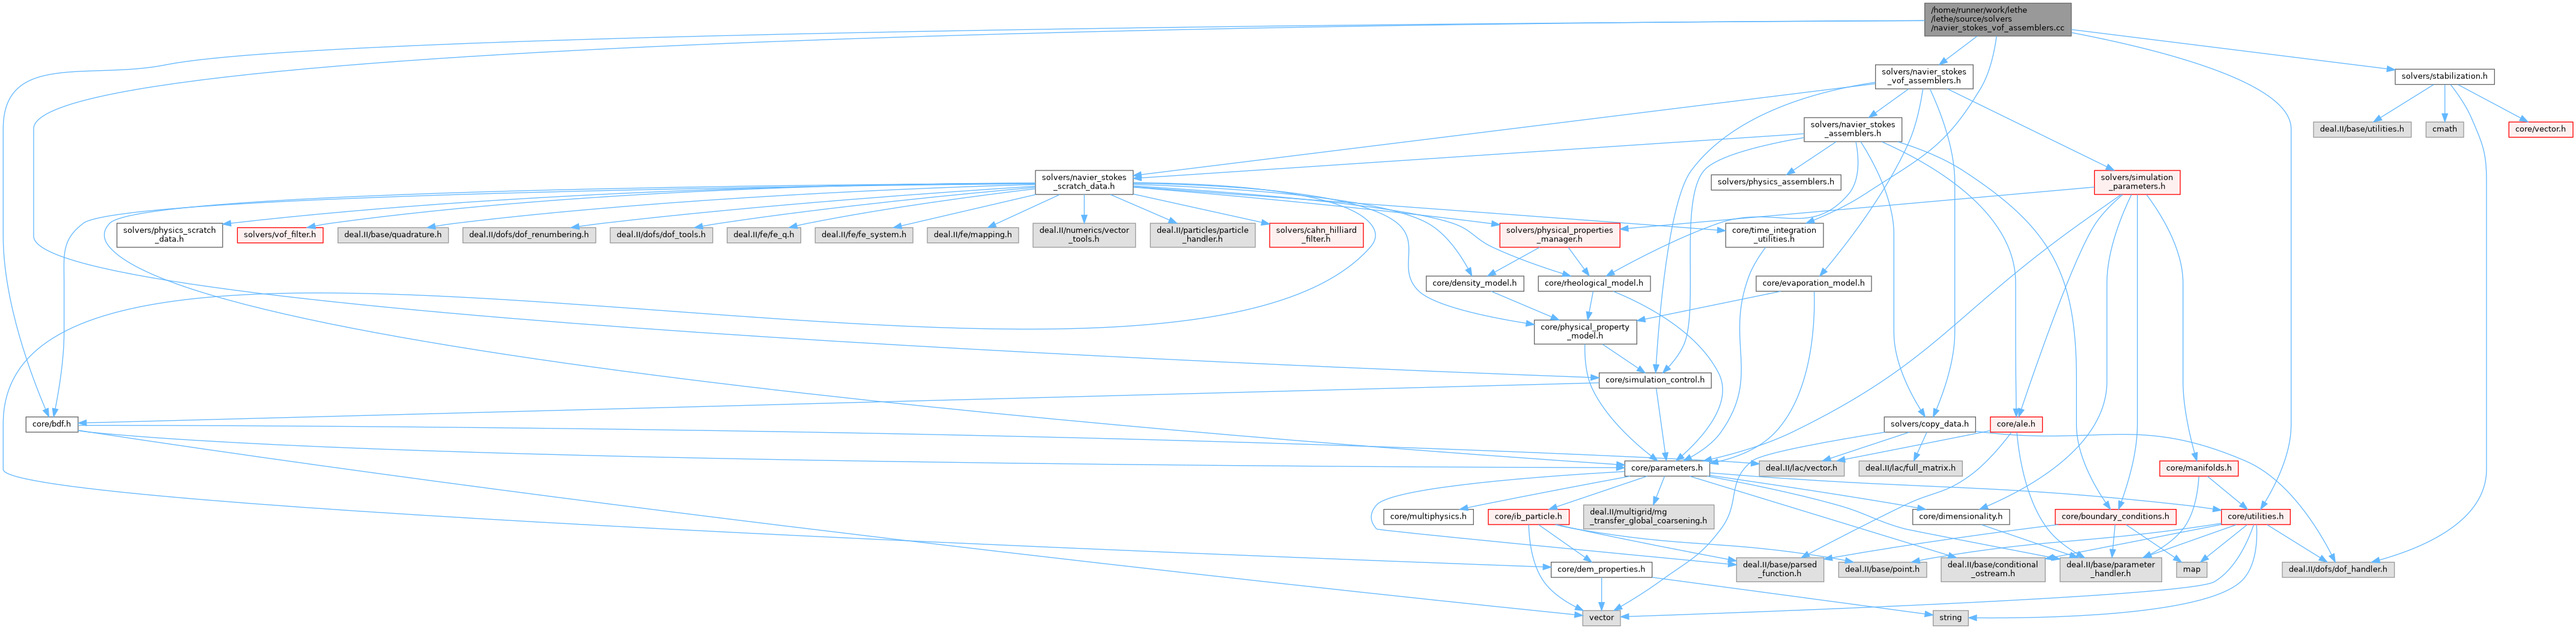 /home/runner/work/lethe
/lethe/source/solvers
/navier_stokes_vof_assemblers.cc
solvers/navier_stokes
_vof_assemblers.h
solvers/stabilization.h
solvers/navier_stokes
_assemblers.h
deal.II/base/utilities.h
cmath
core/vector.h
solvers/navier_stokes
_scratch_data.h
solvers/physics_assemblers.h
solvers/simulation
_parameters.h
solvers/physics_scratch
_data.h
solvers/vof_filter.h
deal.II/base/quadrature.h
deal.II/dofs/dof_renumbering.h
deal.II/dofs/dof_tools.h
deal.II/fe/fe_q.h
deal.II/fe/fe_system.h
deal.II/fe/mapping.h
deal.II/numerics/vector
_tools.h
deal.II/particles/particle
_handler.h
solvers/cahn_hilliard
_filter.h
solvers/physical_properties
_manager.h
core/time_integration
_utilities.h
core/density_model.h
core/rheological_model.h
core/evaporation_model.h
core/physical_property
_model.h
core/simulation_control.h
core/bdf.h
solvers/copy_data.h
core/ale.h
core/parameters.h
deal.II/lac/vector.h
deal.II/lac/full_matrix.h
core/manifolds.h
core/multiphysics.h
core/ib_particle.h
deal.II/multigrid/mg
_transfer_global_coarsening.h
core/dimensionality.h
core/boundary_conditions.h
core/utilities.h
core/dem_properties.h
deal.II/base/parsed
_function.h
deal.II/base/point.h
deal.II/base/conditional
_ostream.h
deal.II/base/parameter
_handler.h
map
deal.II/dofs/dof_handler.h
vector
string